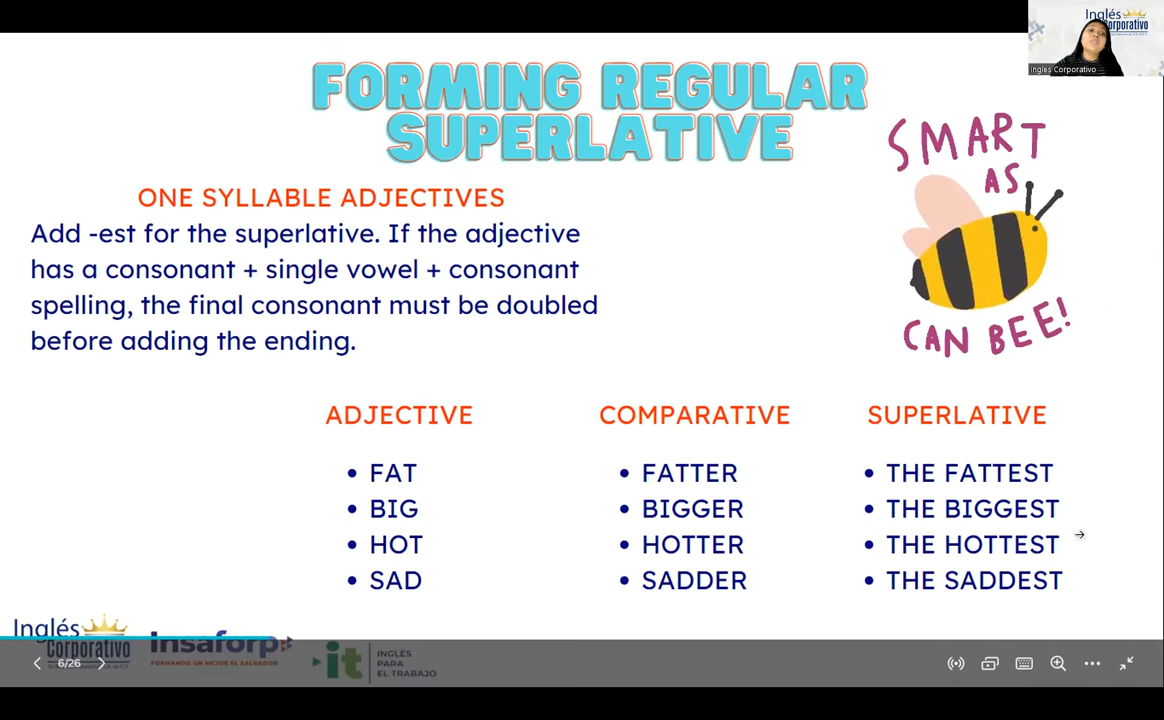 Inglés
Corporativo
Inglés Corporativo
FORMING REGULAR
SUPERLATIVE
SMART
AS
CAN BEE!
ONE SYLLABLE ADJECTIVES
Add -est for the superlative. If the adjective
has a consonant + single vowel + consonant
spelling, the final consonant must be doubled
before adding the ending.
ADJECTIVE COMPARATIVE SUPERLATIVE
• FAT • FATTER • THE FATTEST
• BIG • BIGGER • THE BIGGEST
• HOT • HOTTER • THE HOTTEST
• SAD • SADDER • THE SADDEST
Inglés
Corporativo
insaforp
FORMANDO UN MEJOR EL SALVADOR
it
INGLÉS
PARA
EL TRABAJO
6/26